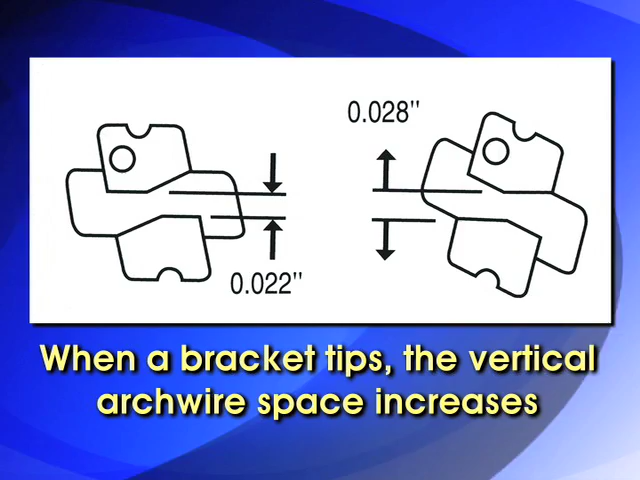 0.028"
0.022"
When a bracket tips, the vertical
archwire space increases